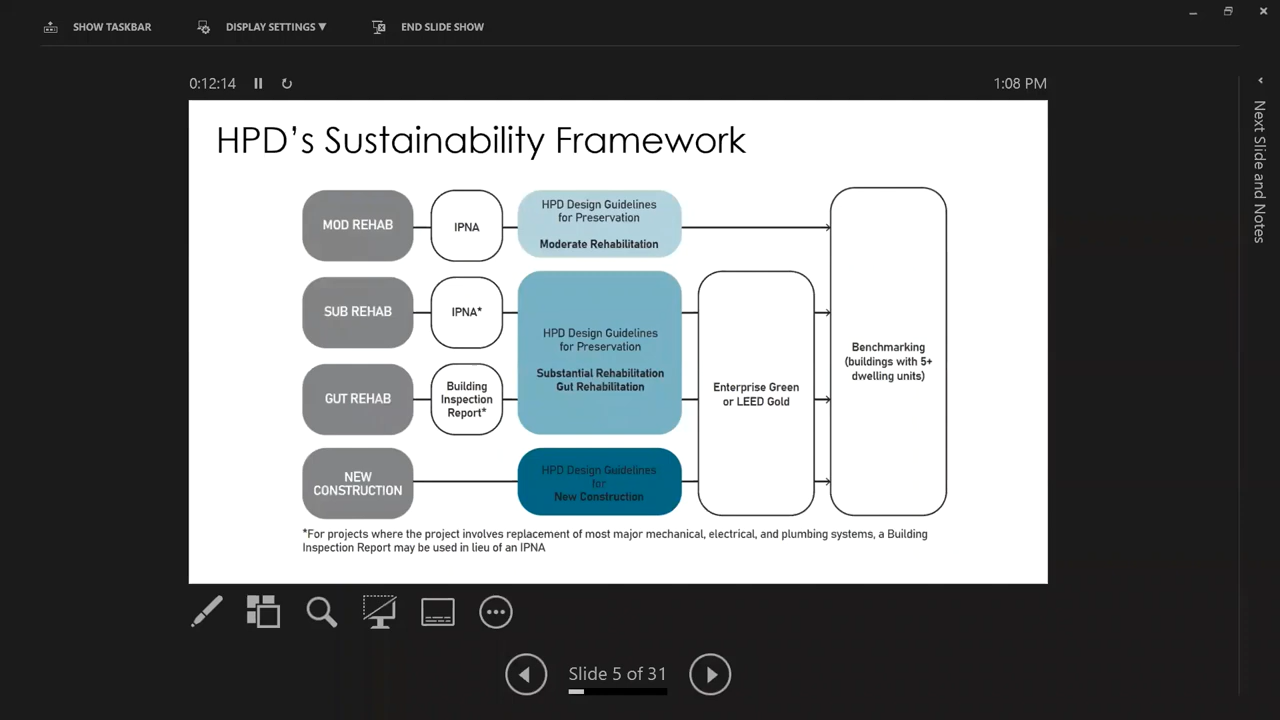 SHOW TASKBAR
DISPLAY SETTINGS ▼
END SLIDE SHOW
0:12:14
1:08 PM
Next Slide and Notes
HPD's Sustainability Framework
MOD REHAB
IPNA
HPD Design Guidelines
for Preservation
Moderate Rehabilitation
SUB REHAB
IPNA*
HPD Design Guidelines
for Preservation
Substantial Rehabilitation
Gut Rehabilitation
GUT REHAB
Building
Inspection
Report*
Enterprise Green
or LEED Gold
Benchmarking
(buildings with 5+
dwelling units)
NEW
CONSTRUCTION
HPD Design Guidelines
for
New Construction
*For projects where the project involves replacement of most major mechanical, electrical, and plumbing systems, a Building
Inspection Report may be used in lieu of an IPNA
Slide 5 of 31